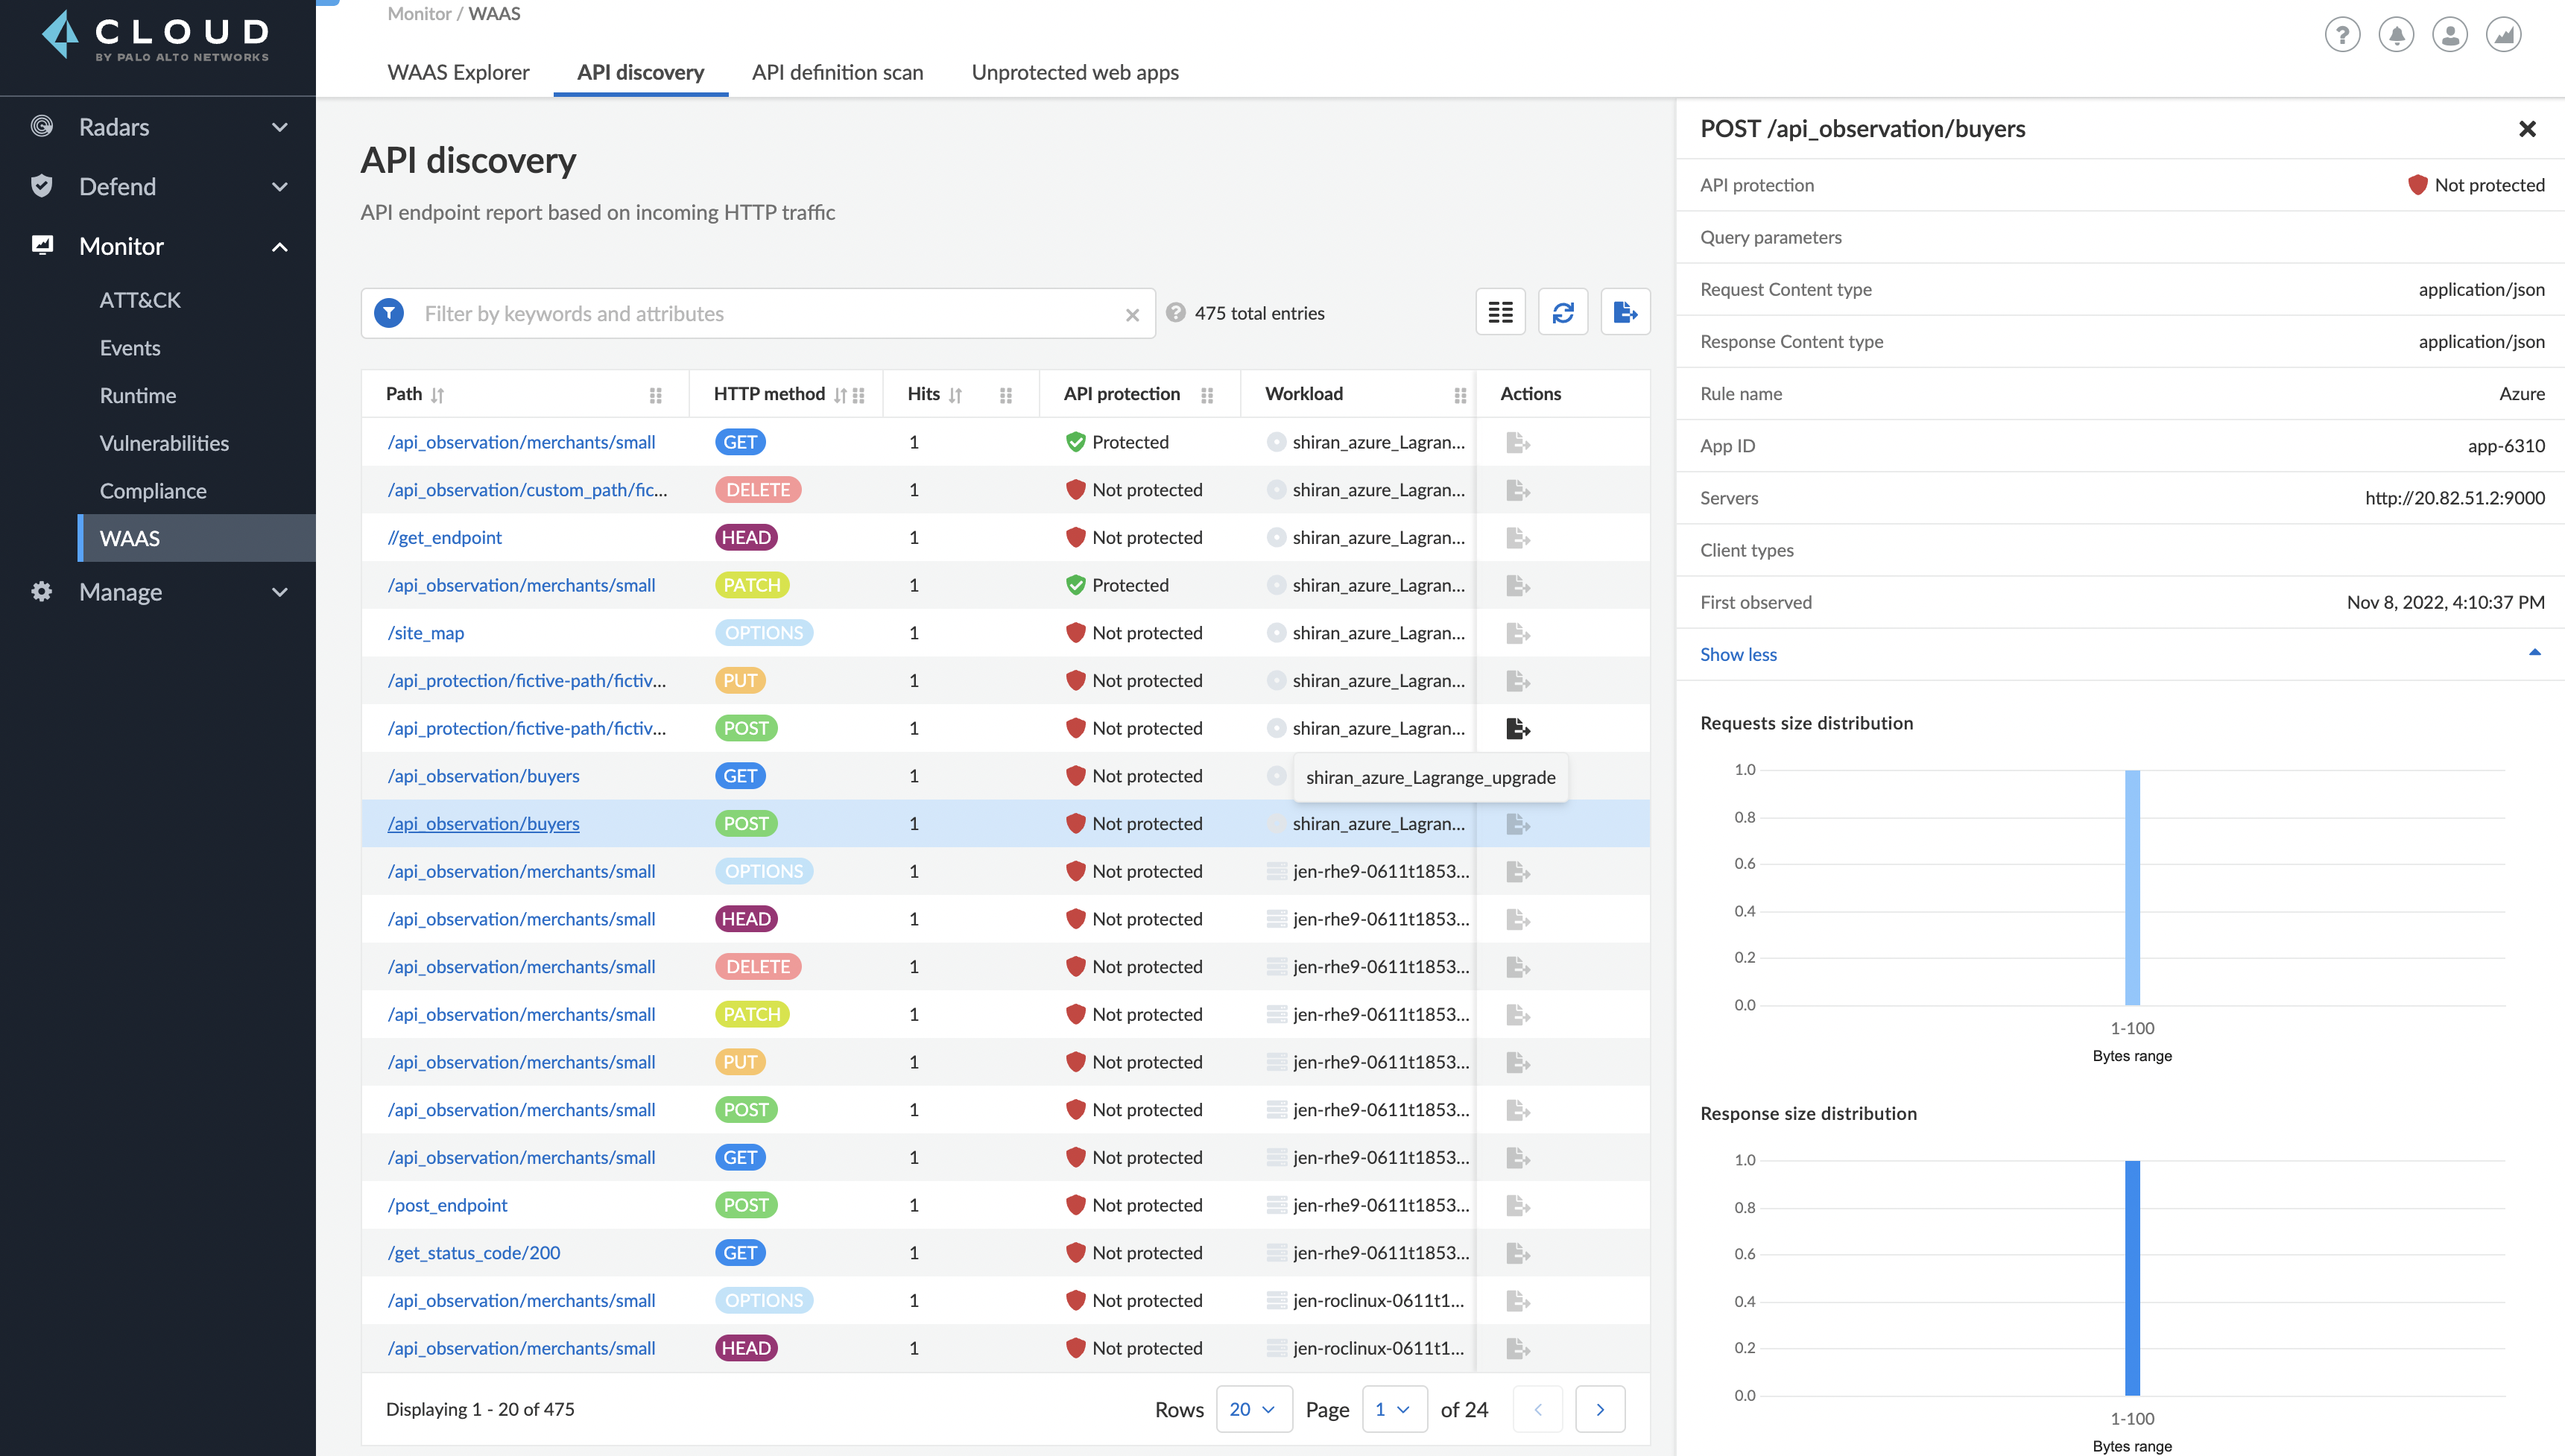 CLOUD
BY PALO ALTO NETWORKS
Radars
Defend
Monitor
ATT&CK
Events
Runtime
Vulnerabilities
Compliance
WAAS
Manage
Monitor / WAAS
WAAS Explorer API discovery API definition scan Unprotected web apps
API discovery
API endpoint report based on incoming HTTP traffic
Filter by keywords and attributes ? 475 total entries
Path HTTP method Hits API protection Workload Actions
/api_observation/merchants/small GET 1 Protected shiran_azure_Lagran...
/api_observation/custom_path/fic... DELETE 1 Not protected shiran_azure_Lagran...
//get_endpoint HEAD 1 Not protected shiran_azure_Lagran...
/api_observation/merchants/small PATCH 1 Protected shiran_azure_Lagran...
/site_map OPTIONS 1 Not protected shiran_azure_Lagran...
/api_protection/fictive-path/fictiv... PUT 1 Not protected shiran_azure_Lagran...
/api_protection/fictive-path/fictiv... POST 1 Not protected shiran_azure_Lagran...
/api_observation/buyers GET 1 Not protected shiran_azure_Lagrange_upgrade
/api_observation/buyers POST 1 Not protected shiran_azure_Lagran...
/api_observation/merchants/small OPTIONS 1 Not protected jen-rhe9-0611t1853...
/api_observation/merchants/small HEAD 1 Not protected jen-rhe9-0611t1853...
/api_observation/merchants/small DELETE 1 Not protected jen-rhe9-0611t1853...
/api_observation/merchants/small PATCH 1 Not protected jen-rhe9-0611t1853...
/api_observation/merchants/small PUT 1 Not protected jen-rhe9-0611t1853...
/api_observation/merchants/small POST 1 Not protected jen-rhe9-0611t1853...
/api_observation/merchants/small GET 1 Not protected jen-rhe9-0611t1853...
/post_endpoint POST 1 Not protected jen-rhe9-0611t1853...
/get_status_code/200 GET 1 Not protected jen-rhe9-0611t1853...
/api_observation/merchants/small OPTIONS 1 Not protected jen-roclinux-0611t1...
/api_observation/merchants/small HEAD 1 Not protected jen-roclinux-0611t1...
Displaying 1 - 20 of 475 Rows 20 Page 1 of 24
?
POST /api_observation/buyers
API protection Not protected
Query parameters
Request Content type application/json
Response Content type application/json
Rule name Azure
App ID app-6310
Servers http://20.82.51.2:9000
Client types
First observed Nov 8, 2022, 4:10:37 PM
Show less
Requests size distribution
1.0
0.8
0.6
0.4
0.2
0.0
1-100
Bytes range
Response size distribution
1.0
0.8
0.6
0.4
0.2
0.0
1-100
Bytes range